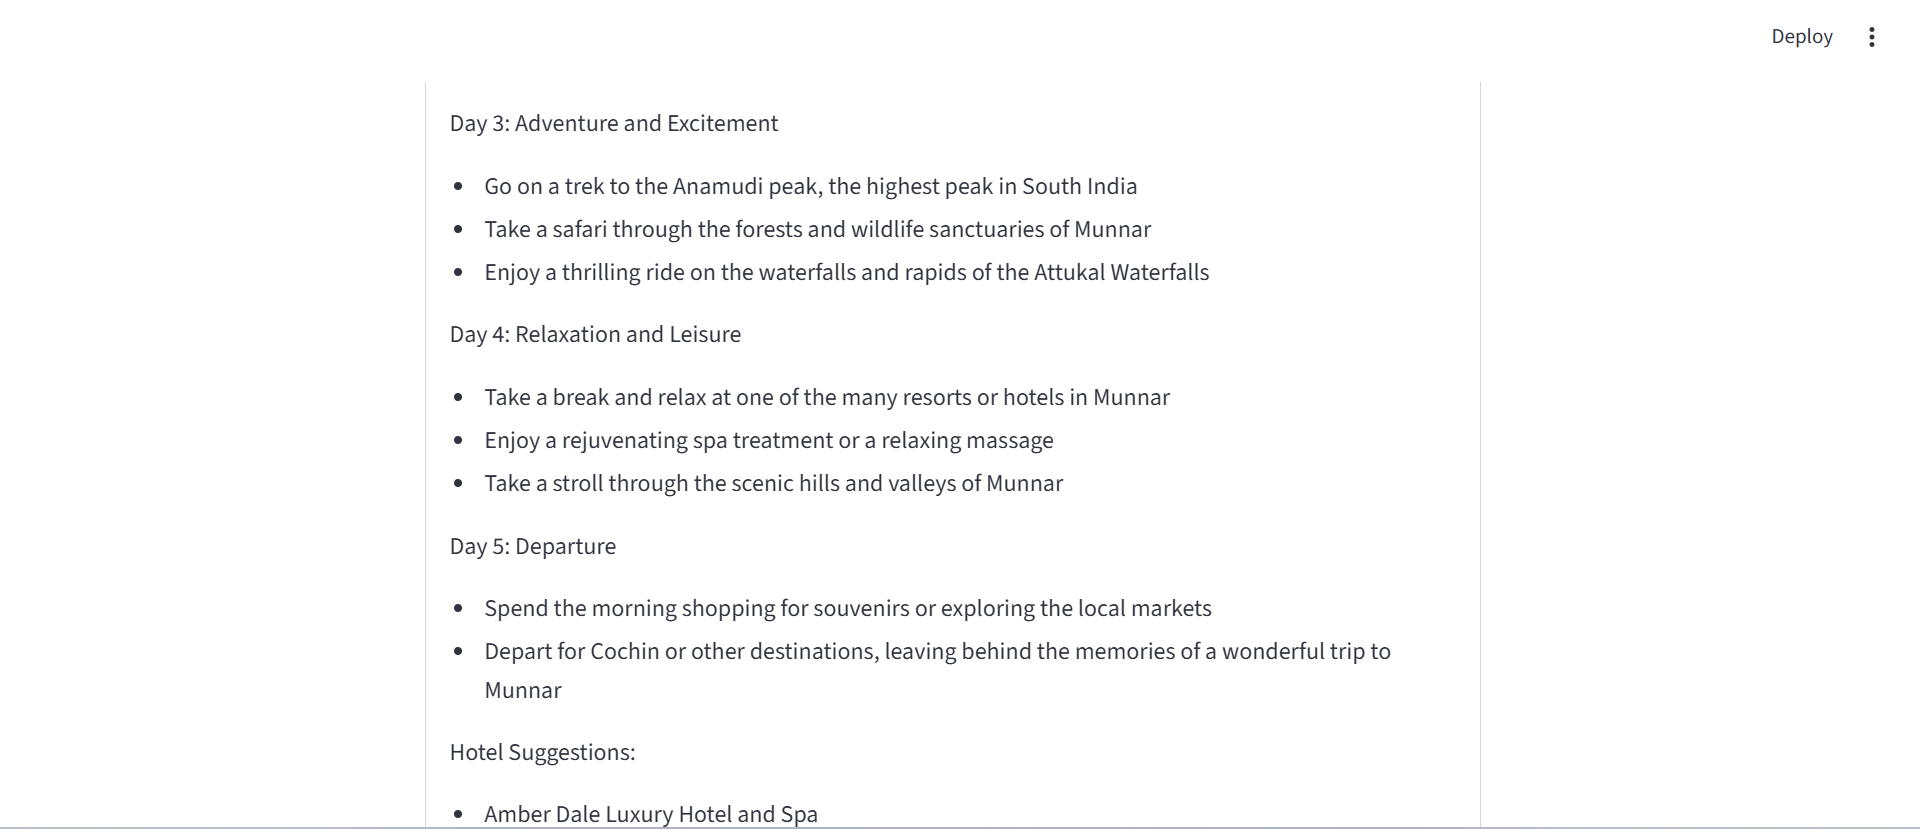 Deploy
Day 3: Adventure and Excitement
Go on a trek to the Anamudi peak, the highest peak in South India
Take a safari through the forests and wildlife sanctuaries of Munnar
Enjoy a thrilling ride on the waterfalls and rapids of the Attukal Waterfalls
Day 4: Relaxation and Leisure
Take a break and relax at one of the many resorts or hotels in Munnar
Enjoy a rejuvenating spa treatment or a relaxing massage
Take a stroll through the scenic hills and valleys of Munnar
Day 5: Departure
Spend the morning shopping for souvenirs or exploring the local markets
Depart for Cochin or other destinations, leaving behind the memories of a wonderful trip to
Munnar
Hotel Suggestions:
Amber Dale Luxury Hotel and Spa